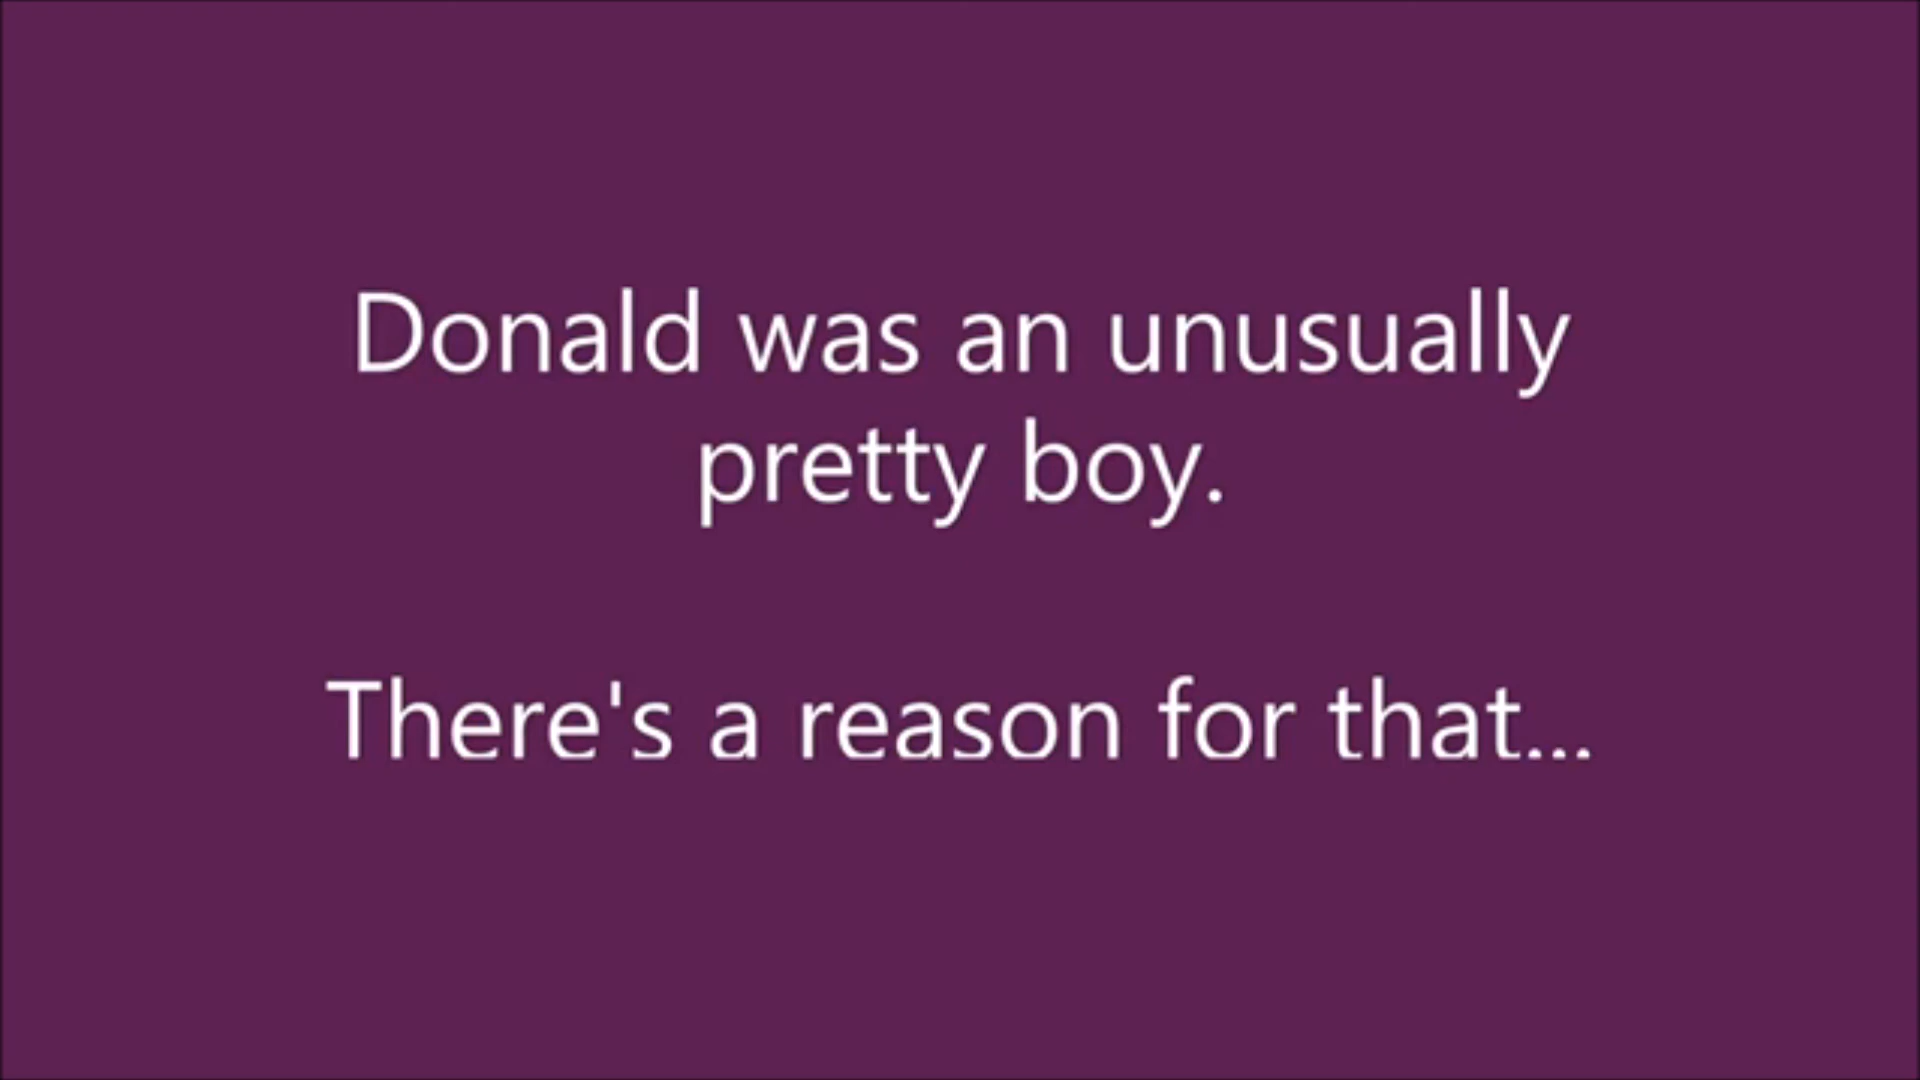 Donald was an unusually
pretty boy.
There's a reason for that...